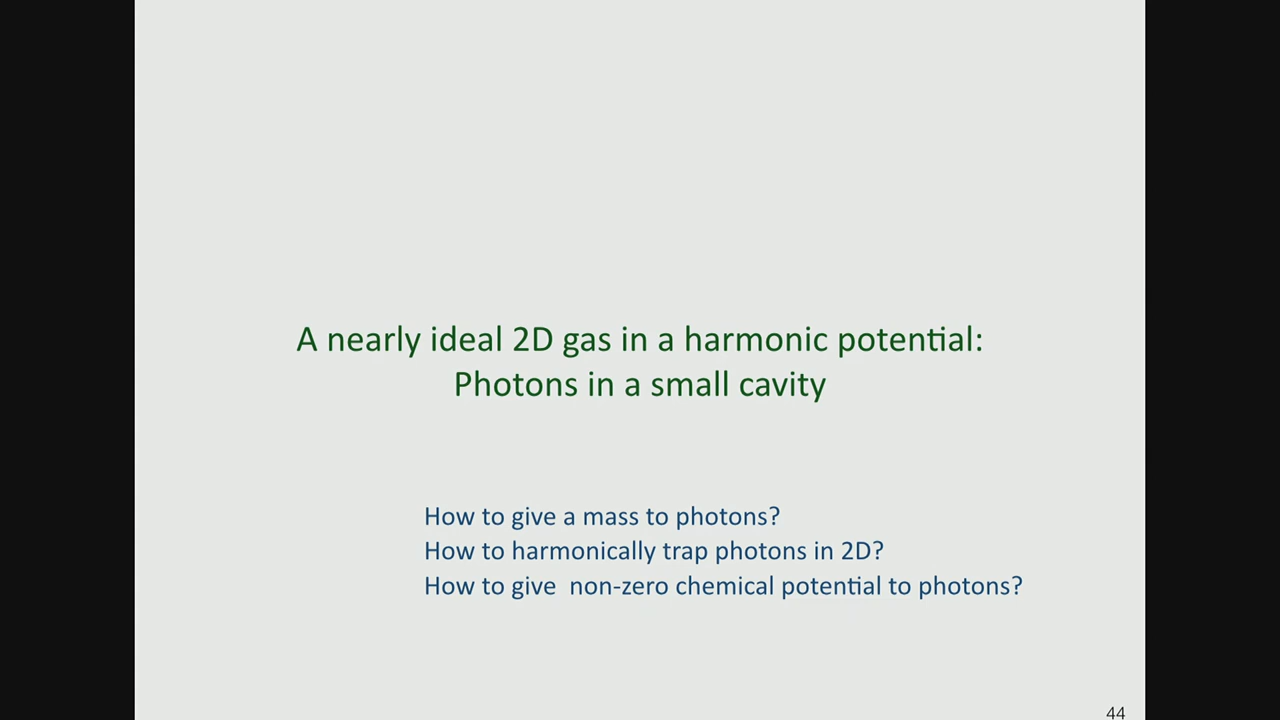 A nearly ideal 2D gas in a harmonic potential:
Photons in a small cavity
How to give a mass to photons?
How to harmonically trap photons in 2D?
How to give  non-zero chemical potential to photons?
44